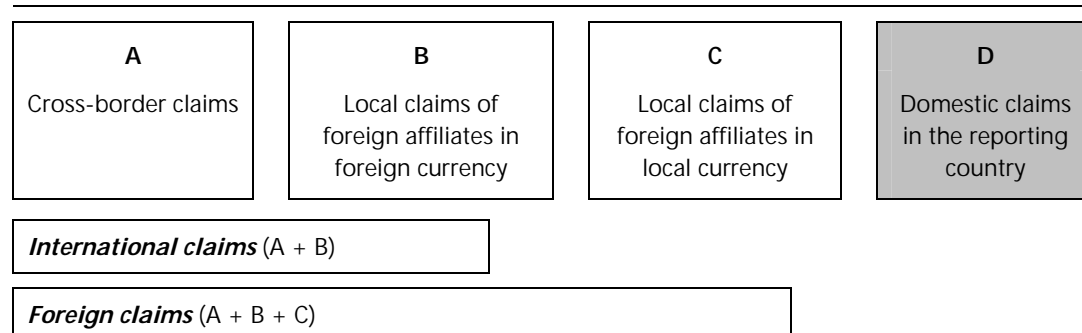 A
Cross-border claims
B
Local claims of
foreign affiliates in
foreign currency
C
Local claims of
foreign affiliates in
local currency
D
Domestic claims
in the reporting
country
International claims (A + B)
Foreign claims (A + B + C)